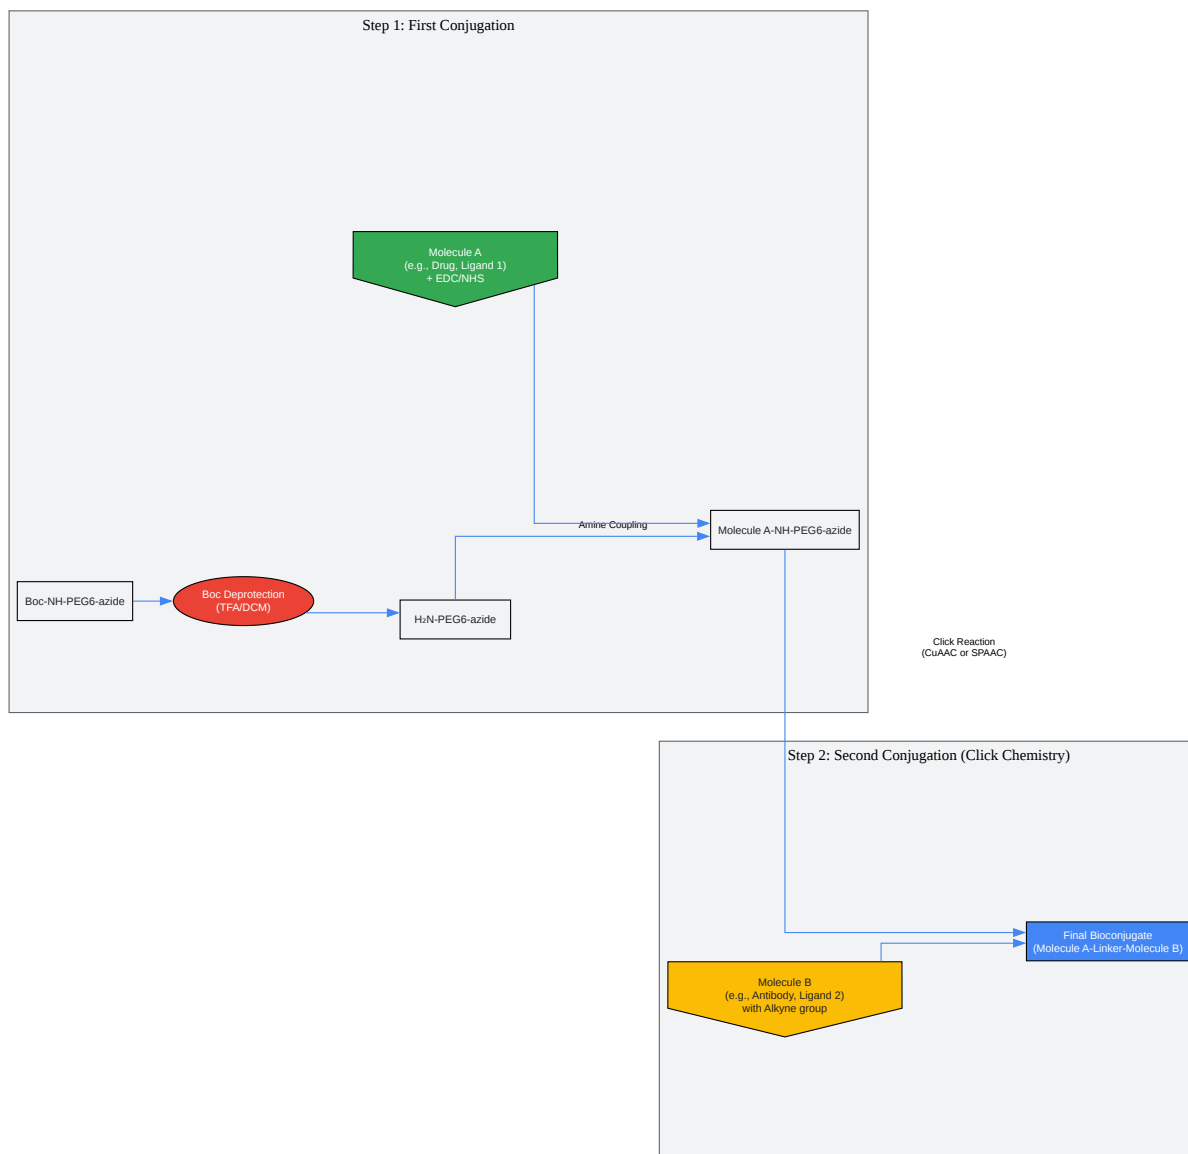 Step 1: First Conjugation
Molecule A
(e.g., Drug, Ligand 1)
+ EDC/NHS
Amine Coupling
Molecule A-NH-PEG6-azide
Boc-NH-PEG6-azide
Boc Deprotection
(TFA/DCM)
H₂N-PEG6-azide
Click Reaction
(CuAAC or SPAAC)
Step 2: Second Conjugation (Click Chemistry)
Final Bioconjugate
(Molecule A-Linker-Molecule B)
Molecule B
(e.g., Antibody, Ligand 2)
with Alkyne group